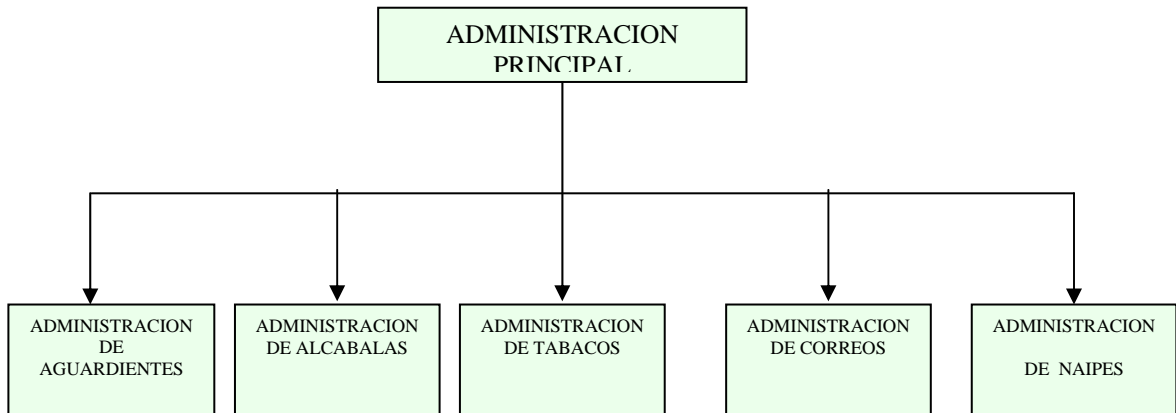 ADMINISTRACION
PRINCIPAL
ADMINISTRACION
DE
AGUARDIENTES
ADMINISTRACION
DE ALCABALAS
ADMINISTRACION
DE TABACOS
ADMINISTRACION
DE CORREOS
ADMINISTRACION
DE NAIPES